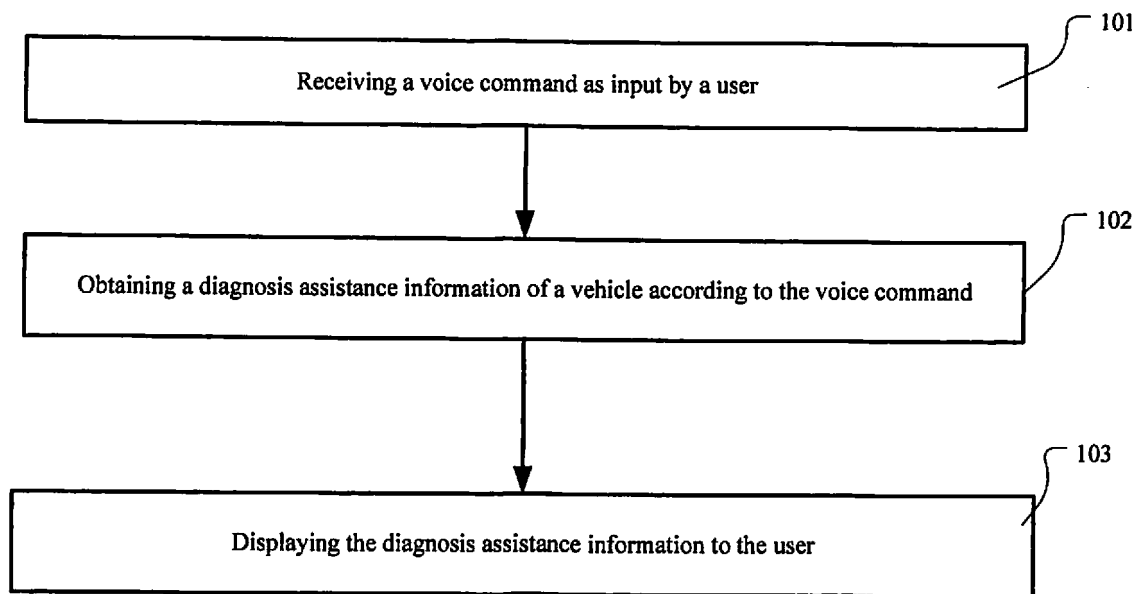 101
Receiving a voice command as input by a user
102
Obtaining a diagnosis assistance information of a vehicle according to the voice command
103
Displaying the diagnosis assistance information to the user